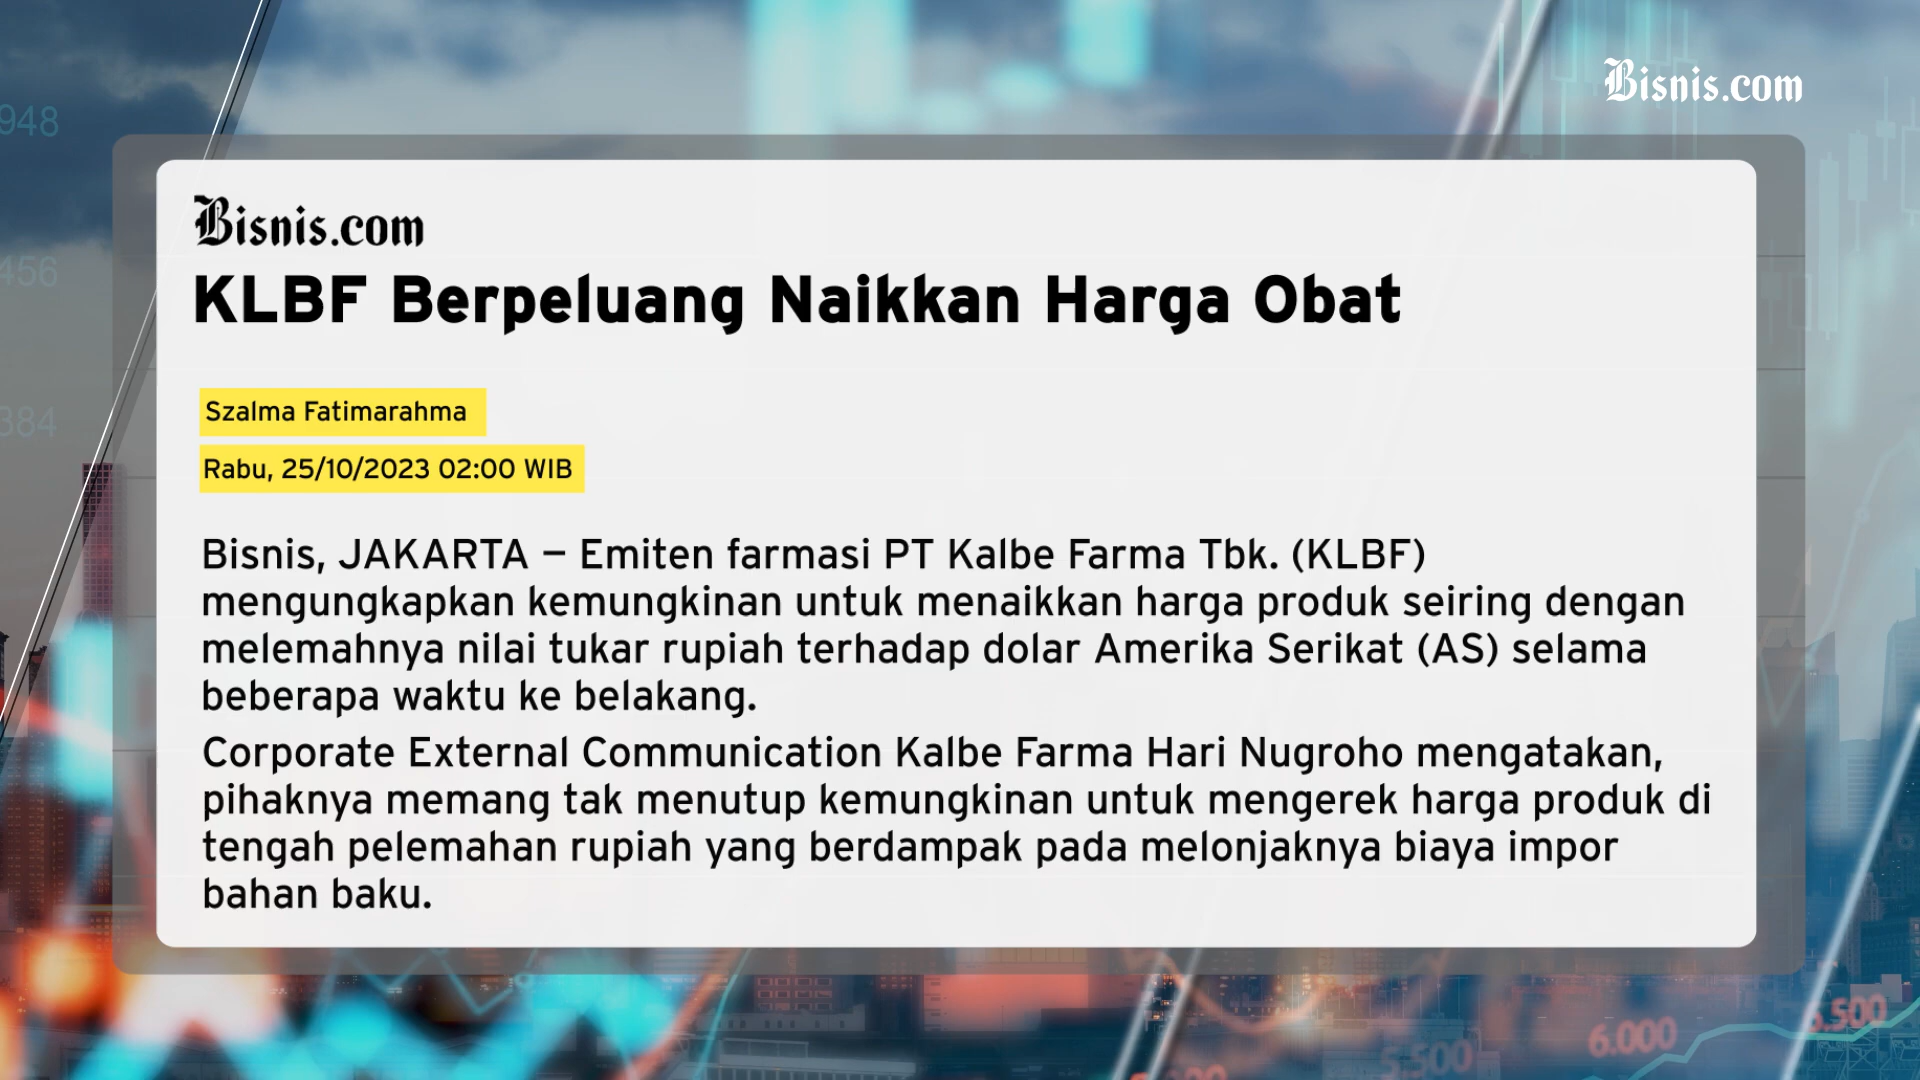 Bisnis.com
948
456
384
Bisnis.com
KLBF Berpeluang Naikkan Harga Obat
Szalma Fatimarahma
Rabu, 25/10/2023 02:00 WIB
Bisnis, JAKARTA – Emiten farmasi PT Kalbe Farma Tbk. (KLBF)
mengungkapkan kemungkinan untuk menaikkan harga produk seiring dengan
melemahnya nilai tukar rupiah terhadap dolar Amerika Serikat (AS) selama
beberapa waktu ke belakang.
Corporate External Communication Kalbe Farma Hari Nugroho mengatakan,
pihaknya memang tak menutup kemungkinan untuk mengerek harga produk di
tengah pelemahan rupiah yang berdampak pada melonjaknya biaya impor
bahan baku.
6.000
5.500